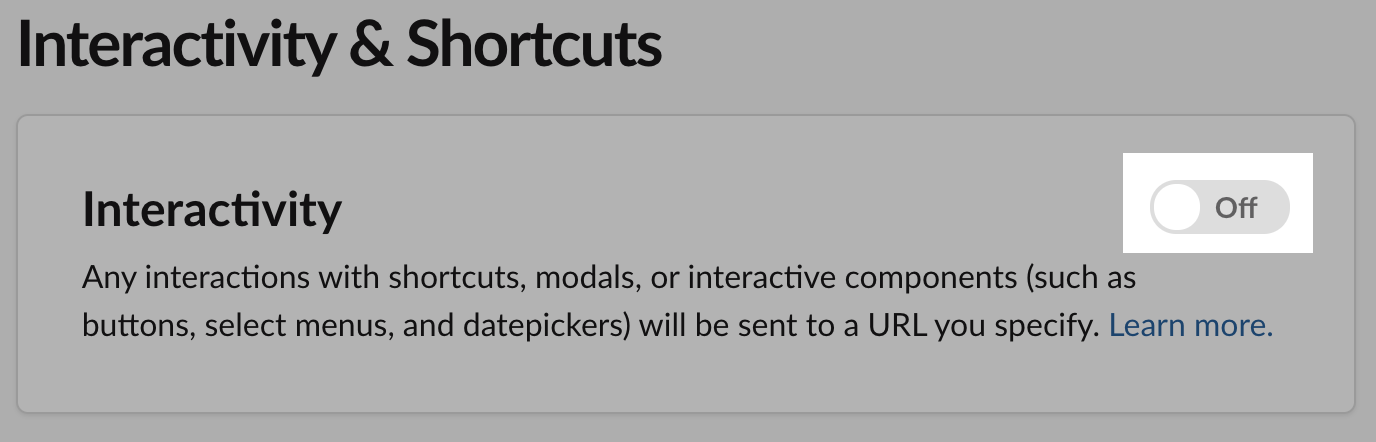 Interactivity & Shortcuts
Interactivity
Off
Any interactions with shortcuts, modals, or interactive components (such as
buttons, select menus, and datepickers) will be sent to a URL you specify. Learn more.